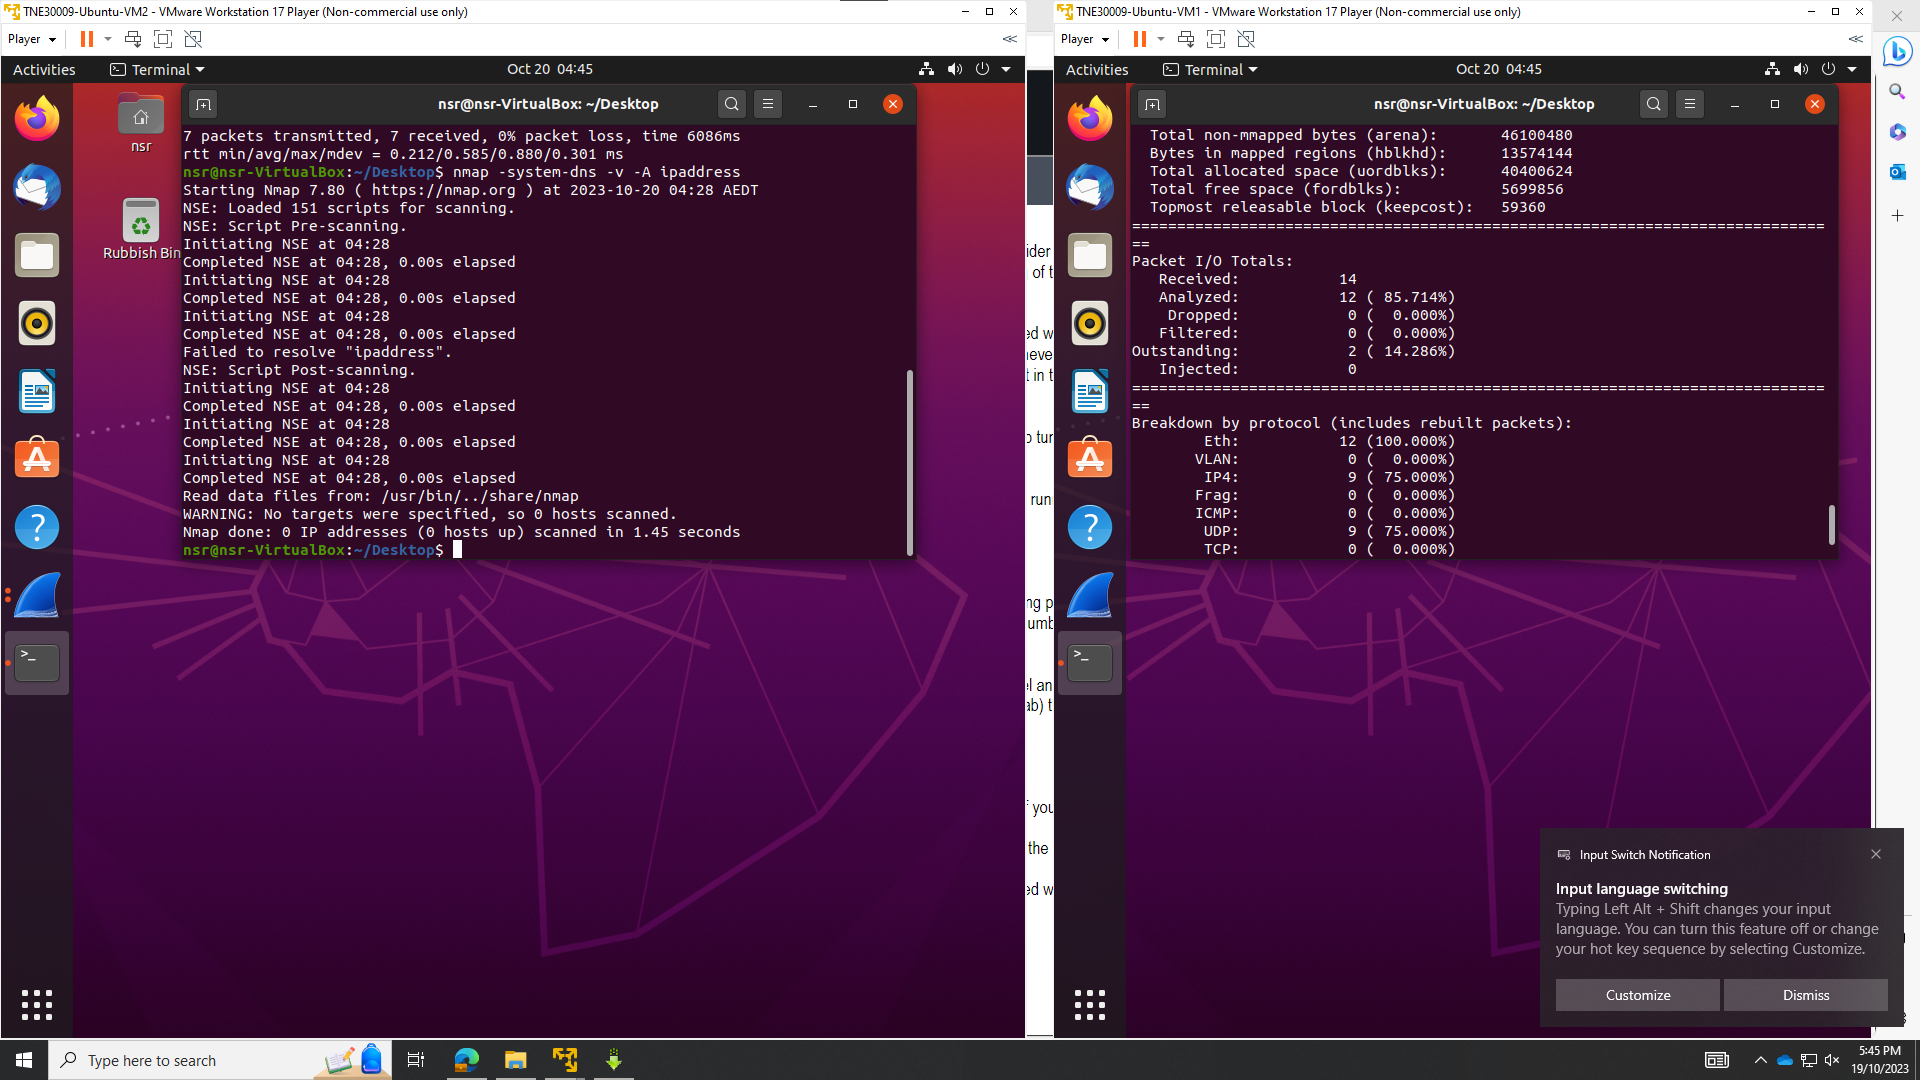 TNE30009-Ubuntu-VM2 - VMware Workstation 17 Player (Non-commercial use only)
Player
Activities
Terminal
Oct 20 04:45
nsr
Rubbish Bin
nsr@nsr-VirtualBox: ~/Desktop
7 packets transmitted, 7 received, 0% packet loss, time 6086ms
rtt min/avg/max/mdev = 0.212/0.585/0.880/0.301 ms
nsr@nsr-VirtualBox:~/Desktop$ nmap -system-dns -v -A ipaddress
Starting Nmap 7.80 ( https://nmap.org ) at 2023-10-20 04:28 AEDT
NSE: Loaded 151 scripts for scanning.
NSE: Script Pre-scanning.
Initiating NSE at 04:28
Completed NSE at 04:28, 0.00s elapsed
Initiating NSE at 04:28
Completed NSE at 04:28, 0.00s elapsed
Initiating NSE at 04:28
Completed NSE at 04:28, 0.00s elapsed
Failed to resolve "ipaddress".
NSE: Script Post-scanning.
Initiating NSE at 04:28
Completed NSE at 04:28, 0.00s elapsed
Initiating NSE at 04:28
Completed NSE at 04:28, 0.00s elapsed
Initiating NSE at 04:28
Completed NSE at 04:28, 0.00s elapsed
Read data files from: /usr/bin/../share/nmap
WARNING: No targets were specified, so 0 hosts scanned.
Nmap done: 0 IP addresses (0 hosts up) scanned in 1.45 seconds
nsr@nsr-VirtualBox:~/Desktop$
TNE30009-Ubuntu-VM1 - VMware Workstation 17 Player (Non-commercial use only)
Player
Activities
Terminal
Oct 20 04:45
nsr@nsr-VirtualBox: ~/Desktop
Total non-mmapped bytes (arena): 46100480
Bytes in mapped regions (hblkhd): 13574144
Total allocated space (uordblks): 40400624
Total free space (fordblks): 5699856
Topmost releasable block (keepcost): 59360
=============================================================================
==
Packet I/O Totals:
Received: 14
Analyzed: 12 ( 85.714%)
Dropped: 0 ( 0.000%)
Filtered: 0 ( 0.000%)
Outstanding: 2 ( 14.286%)
Injected: 0
=============================================================================
==
Breakdown by protocol (includes rebuilt packets):
Eth: 12 (100.000%)
VLAN: 0 ( 0.000%)
IP4: 9 ( 75.000%)
Frag: 0 ( 0.000%)
ICMP: 0 ( 0.000%)
UDP: 9 ( 75.000%)
TCP: 0 ( 0.000%)
Input Switch Notification
Input language switching
Typing Left Alt + Shift changes your input
language. You can turn this feature off or change
your hot key sequence by selecting Customize.
Customize
Dismiss
Type here to search
5:45 PM
19/10/2023